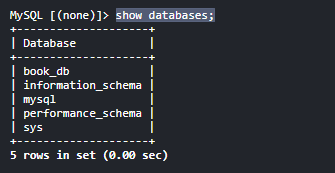 MySQL [(none)]> show databases;
+--------------------+
| Database           |
+--------------------+
| book_db            |
| information_schema |
| mysql              |
| performance_schema |
| sys                |
+--------------------+
5 rows in set (0.00 sec)